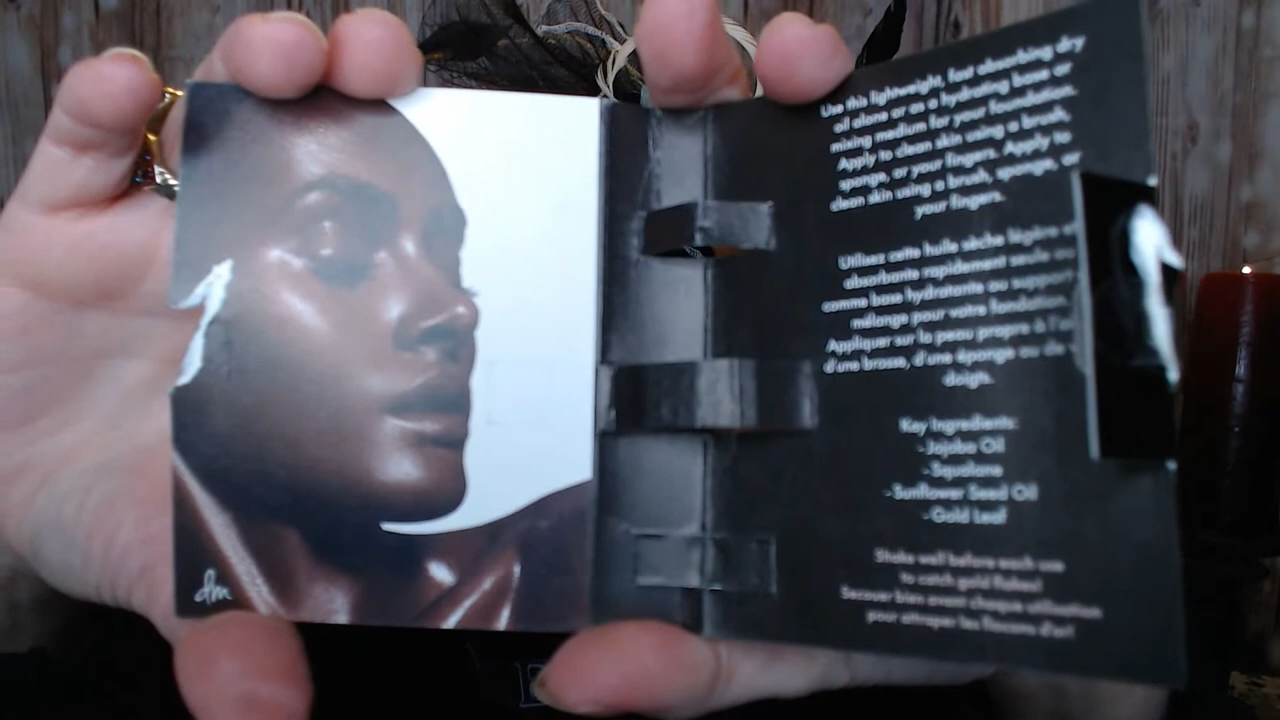 dm
Use this lightweight, fast absorbing dry
oil alone or as a hydrating base or
mixing medium for your foundation.
Apply to clean skin using a brush,
sponge, or your fingers. Apply to
clean skin using a brush, sponge, or
your fingers.
Utilisez cette huile sèche légère et
absorbante rapidement seule ou
comme base hydratante ou support
mélange pour votre fondation.
Appliquer sur la peau propre à l'a
d'une brosse, d'une éponge ou de
doigts.
Key Ingredients:
-Jojoba Oil
-Squalane
-Sunflower Seed Oil
-Gold Leaf
Shake well before each use
to catch gold flakes!
Secouer bien avant chaque utilisation
pour attraper les flocons d'or!